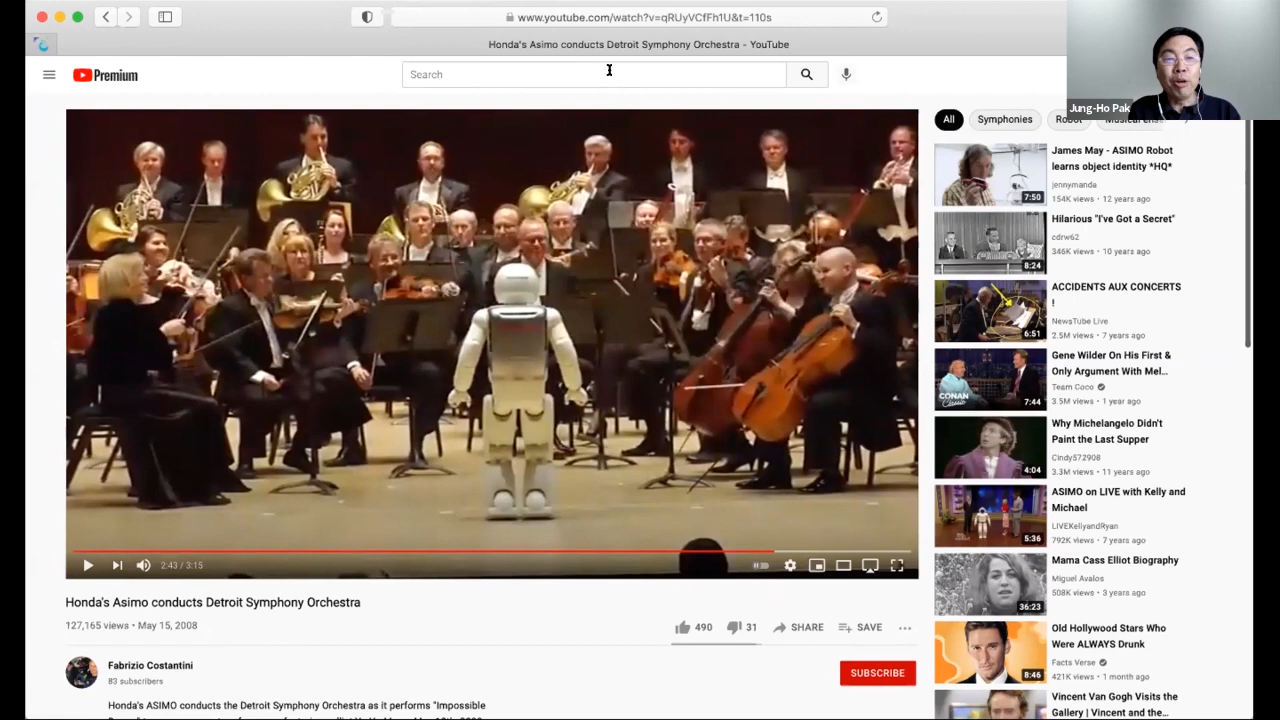 www.youtube.com/watch?v=qRUyVCfFh1U&t=110s
Honda's Asimo conducts Detroit Symphony Orchestra - YouTube
Jung-Ho Pak
Premium
Search
All
Symphonies
Robot
2:43 / 3:15
Honda's Asimo conducts Detroit Symphony Orchestra
127,165 views • May 15, 2008
490
31
SHARE
SAVE
Fabrizio Costantini
83 subscribers
SUBSCRIBE
Honda's ASIMO conducts the Detroit Symphony Orchestra as it performs "Impossible
7:50
James May - ASIMO Robot
learns object identity *HQ*
jennymanda
154K views • 12 years ago
8:24
Hilarious "I've Got a Secret"
cdrw62
346K views • 10 years ago
6:51
ACCIDENTS AUX CONCERTS
!
NewsTube Live
2.5M views • 7 years ago
CONAN
Classic
7:44
Gene Wilder On His First &
Only Argument With Mel...
Team Coco
3.5M views • 1 year ago
4:04
Why Michelangelo Didn't
Paint the Last Supper
Cindy572908
3.3M views • 11 years ago
5:36
ASIMO on LIVE with Kelly and
Michael
LIVEKellyandRyan
792K views • 7 years ago
36:23
Mama Cass Elliot Biography
Miguel Avalos
508K views • 3 years ago
8:46
Old Hollywood Stars Who
Were ALWAYS Drunk
Facts Verse
421K views • 1 month ago
Vincent Van Gogh Visits the
Gallery | Vincent and the...